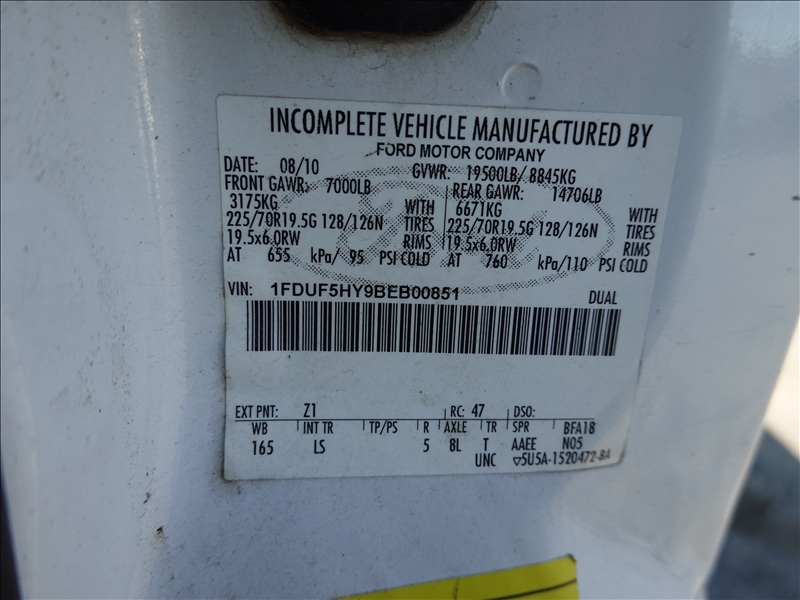 INCOMPLETE VEHICLE MANUFACTURED BY
FORD MOTOR COMPANY
DATE: 08/10 GVWR: 19500LB/ 8845KG
FRONT GAWR: 7000LB REAR GAWR: 14706LB
3175KG WITH 6671KG WITH
225/70R19.5G 128/126N TIRES 225/70R19.5G 128/126N TIRES
19.5x6.0RW RIMS 19.5x6.0RW RIMS
AT 655 kPa/ 95 PSI COLD AT 760 kPa/110 PSI COLD
VIN: 1FDUF5HY9BEB00851 DUAL
EXT PNT: Z1 RC: 47 DSO:
WB INT TR TP/PS R AXLE TR SPR BFA18
165 LS 5 8L T AAEE N05
UNC ▽5U5A-1520472-BA